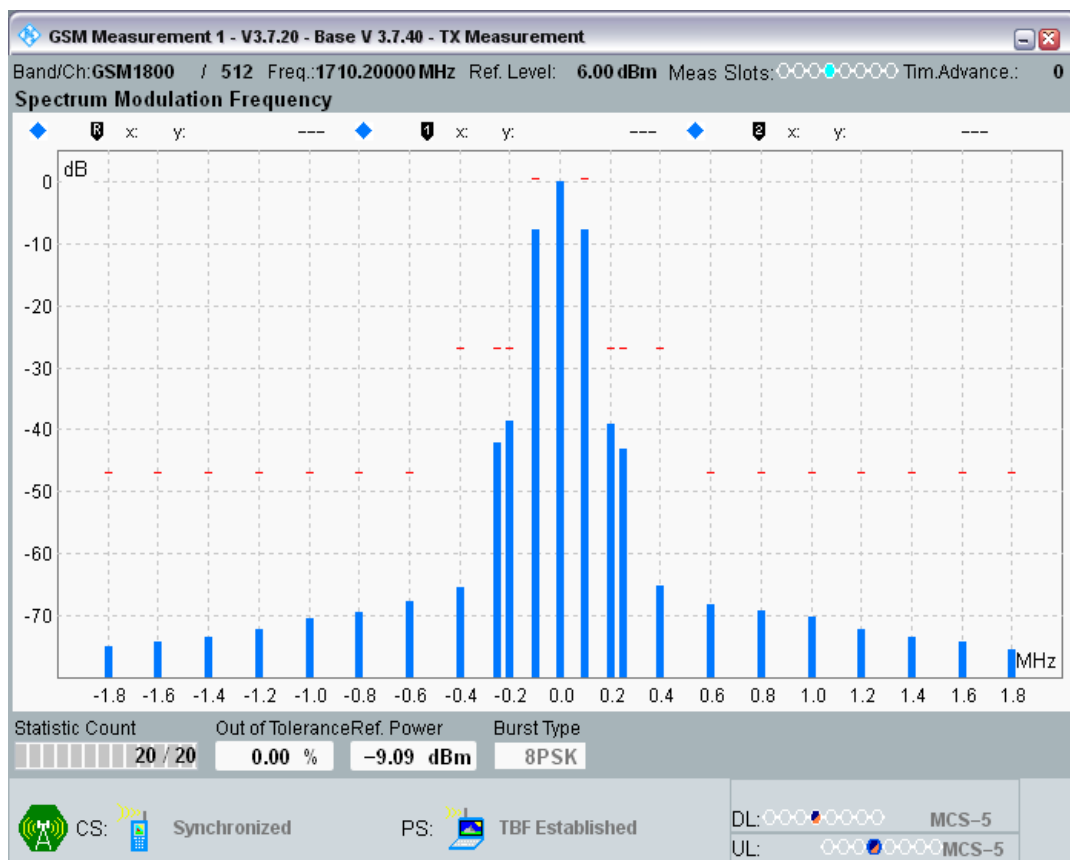 GSM Measurement 1 - V3.7.20 - Base V 3.7.40 - TX Measurement
Band/Ch:GSM1800 / 512 Freq.:1710.20000 MHz Ref. Level: 6.00 dBm Meas Slots: Tim.Advance.: 0
Spectrum Modulation Frequency
R x: y: --- 1 x: y: --- 2 x: y: ---
dB
0
-10
-20
-30
-40
-50
-60
-70
MHz
-1.8 -1.6 -1.4 -1.2 -1.0 -0.8 -0.6 -0.4 -0.2 0.0 0.2 0.4 0.6 0.8 1.0 1.2 1.4 1.6 1.8
Statistic Count Out of Tolerance Ref. Power Burst Type
20 / 20 0.00 % −9.09 dBm 8PSK
CS: Synchronized PS: TBF Established
DL: MCS−5
UL: MCS−5